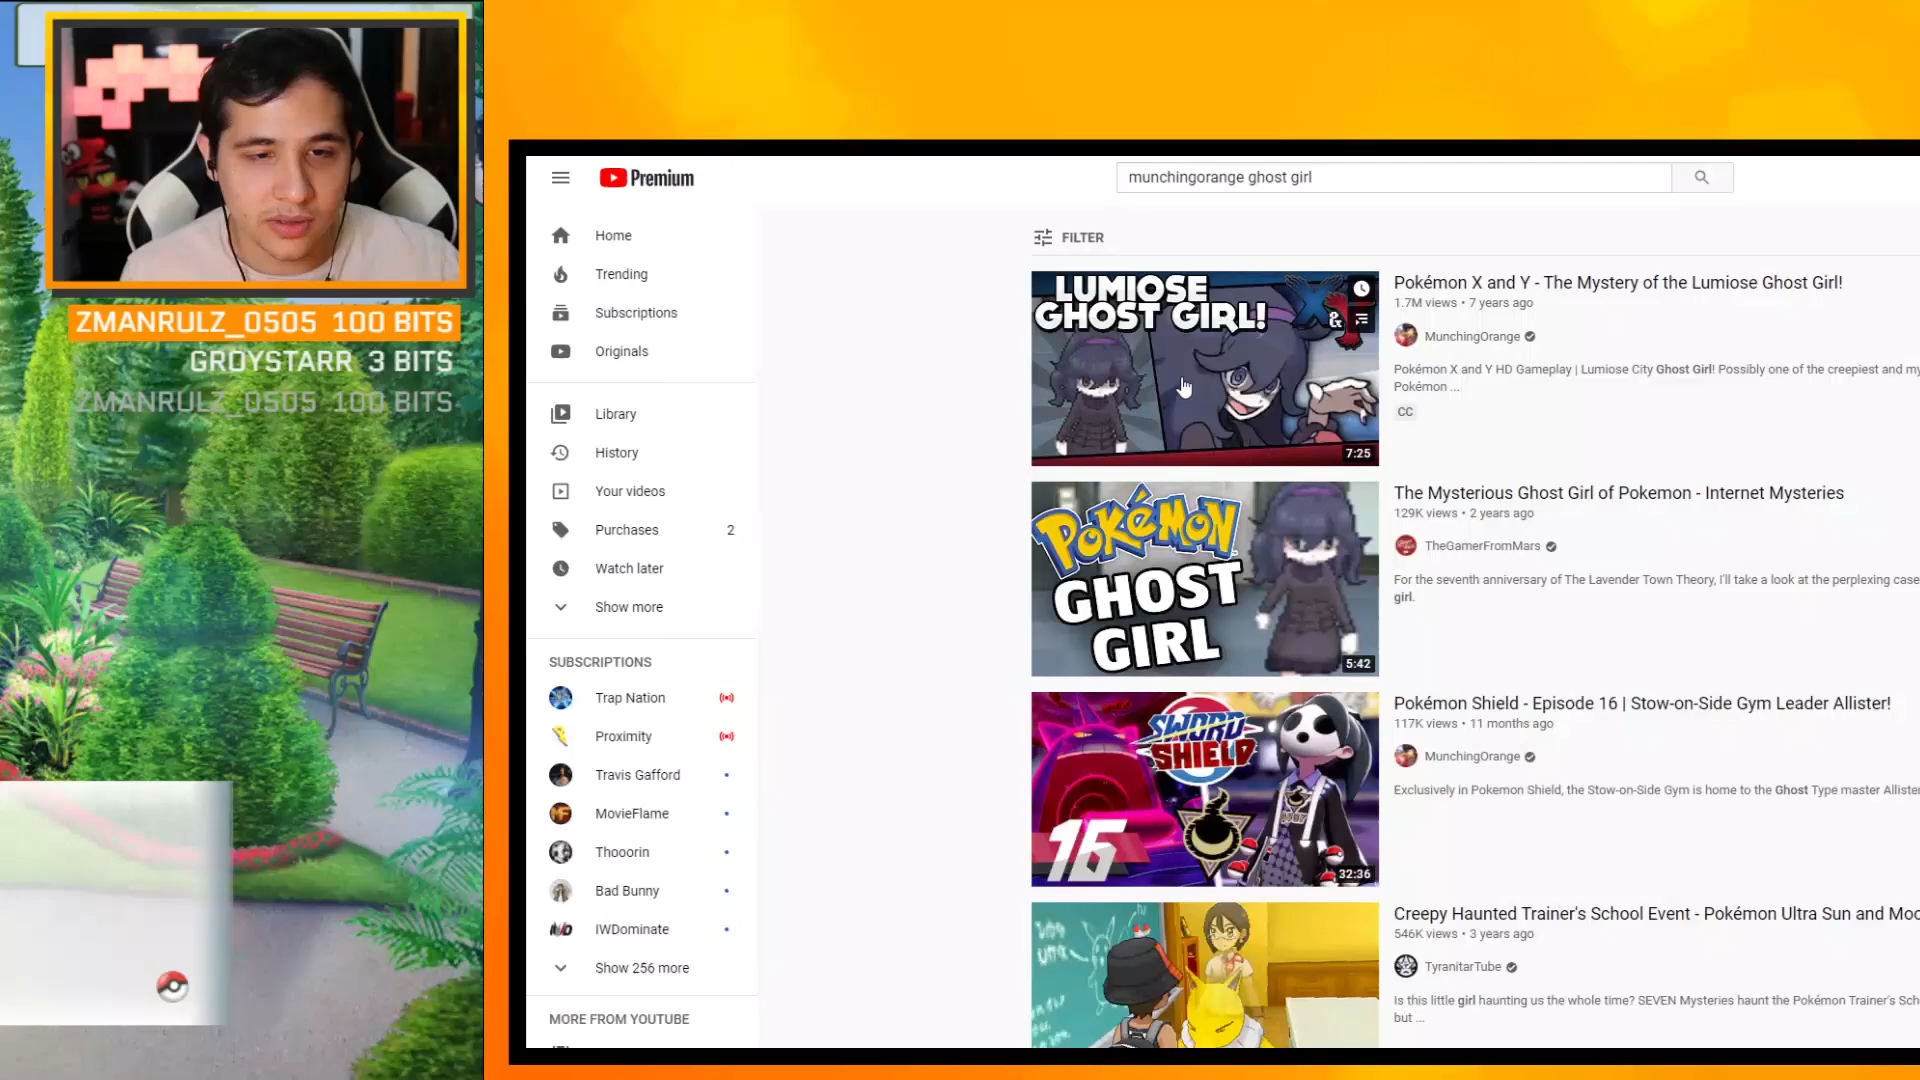 ZMANRULZ_0505 100 BITS
GROYSTARR 3 BITS
ZMANRULZ_0505 100 BITS
Premium
munchingorange ghost girl
Home
Trending
Subscriptions
Originals
Library
History
Your videos
Purchases 2
Watch later
Show more
SUBSCRIPTIONS
Trap Nation
Proximity
Travis Gafford
MovieFlame
Thooorin
Bad Bunny
IWDominate
Show 256 more
MORE FROM YOUTUBE
FILTER
LUMIOSE
GHOST GIRL!
X
&
7:25
Pokémon X and Y - The Mystery of the Lumiose Ghost Girl!
1.7M views • 7 years ago
MunchingOrange
Pokémon X and Y HD Gameplay | Lumiose City Ghost Girl! Possibly one of the creepiest and my
Pokémon ...
CC
POKéMON
GHOST
GIRL
5:42
The Mysterious Ghost Girl of Pokemon - Internet Mysteries
129K views • 2 years ago
TheGamerFromMars
For the seventh anniversary of The Lavender Town Theory, I'll take a look at the perplexing case
girl.
SWORD
SHIELD
16
32:36
Pokémon Shield - Episode 16 | Stow-on-Side Gym Leader Allister!
117K views • 11 months ago
MunchingOrange
Exclusively in Pokemon Shield, the Stow-on-Side Gym is home to the Ghost Type master Allister
Creepy Haunted Trainer's School Event - Pokémon Ultra Sun and Moo
546K views • 3 years ago
TyranitarTube
Is this little girl haunting us the whole time? SEVEN Mysteries haunt the Pokémon Trainer's Sch
but ...